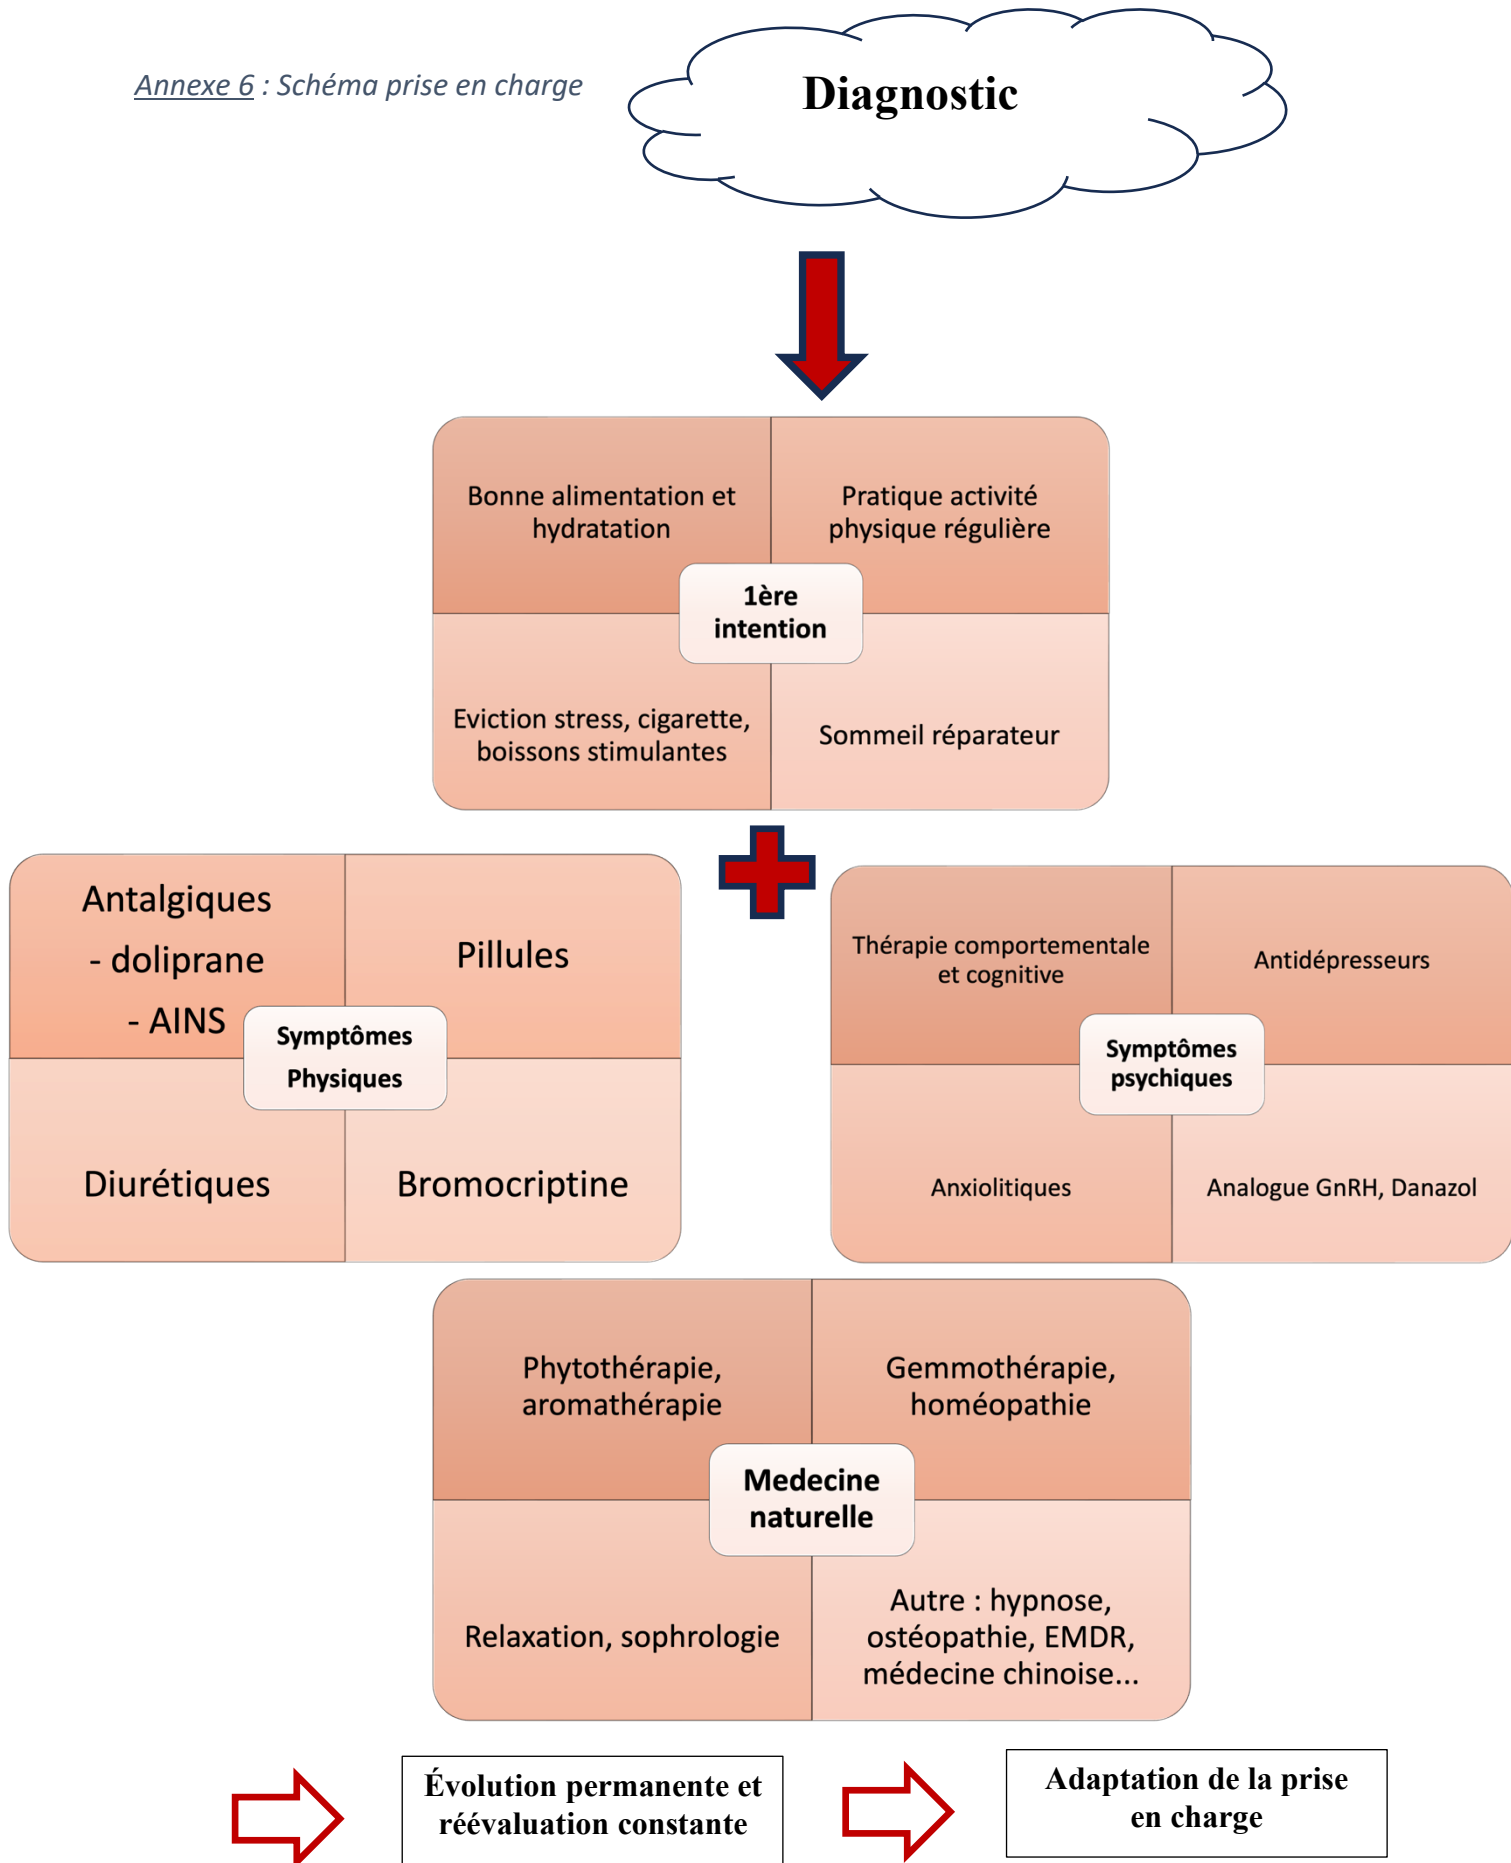 Annexe 6 : Schéma prise en charge
Diagnostic
Bonne alimentation et
hydratation
Pratique activité
physique régulière
1ère
intention
Eviction stress, cigarette,
boissons stimulantes
Sommeil réparateur
Antalgiques
- doliprane
- AINS
Pillules
Symptômes
Physiques
Diurétiques
Bromocriptine
Thérapie comportementale
et cognitive
Antidépresseurs
Symptômes
psychiques
Anxiolitiques
Analogue GnRH, Danazol
Phytothérapie,
aromathérapie
Gemmothérapie,
homéopathie
Medecine
naturelle
Relaxation, sophrologie
Autre : hypnose,
ostéopathie, EMDR,
médecine chinoise...
Évolution permanente et
réévaluation constante
Adaptation de la prise
en charge